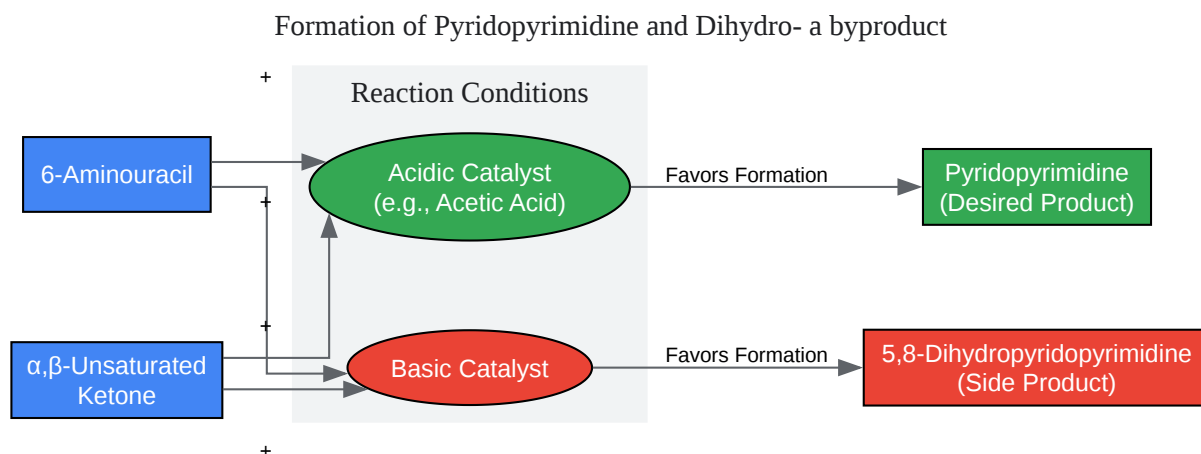 Formation of Pyridopyrimidine and Dihydro- a byproduct
+
Reaction Conditions
6-Aminouracil
Acidic Catalyst
(e.g., Acetic Acid)
Favors Formation
Pyridopyrimidine
(Desired Product)
+
+
α,β-Unsaturated
Ketone
Basic Catalyst
Favors Formation
5,8-Dihydropyridopyrimidine
(Side Product)
+